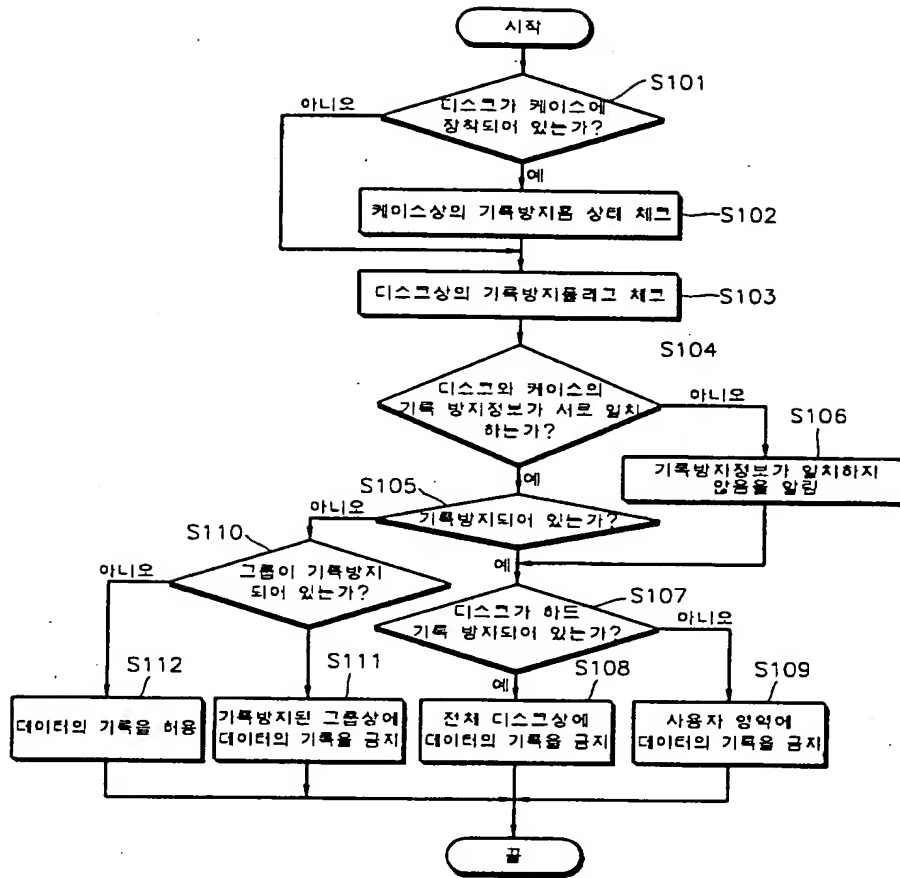 시작
S101
아니오
디스크가 케이스에
장착되어 있는가?
예
케이스상의 기록방지홈 상태 체크
S102
디스크상의 기록방지플래그 체크
S103
S104
디스크와 케이스의
기록 방지정보가 서로 일치
하는가?
아니오
S106
기록방지정보가 일치하지
않음을 알림
예
S105
아니오
기록방지되어 있는가?
S110
예
아니오
그룹이 기록방지
되어 있는가?
S107
디스크가 하드
기록 방지되어 있는가?
아니오
S112
S111
예
S108
S109
데이터의 기록을 허용
기록방지된 그룹상에
데이터의 기록을 금지
전체 디스크상에
데이터의 기록을 금지
사용자 영역에
데이터의 기록을 금지
끝